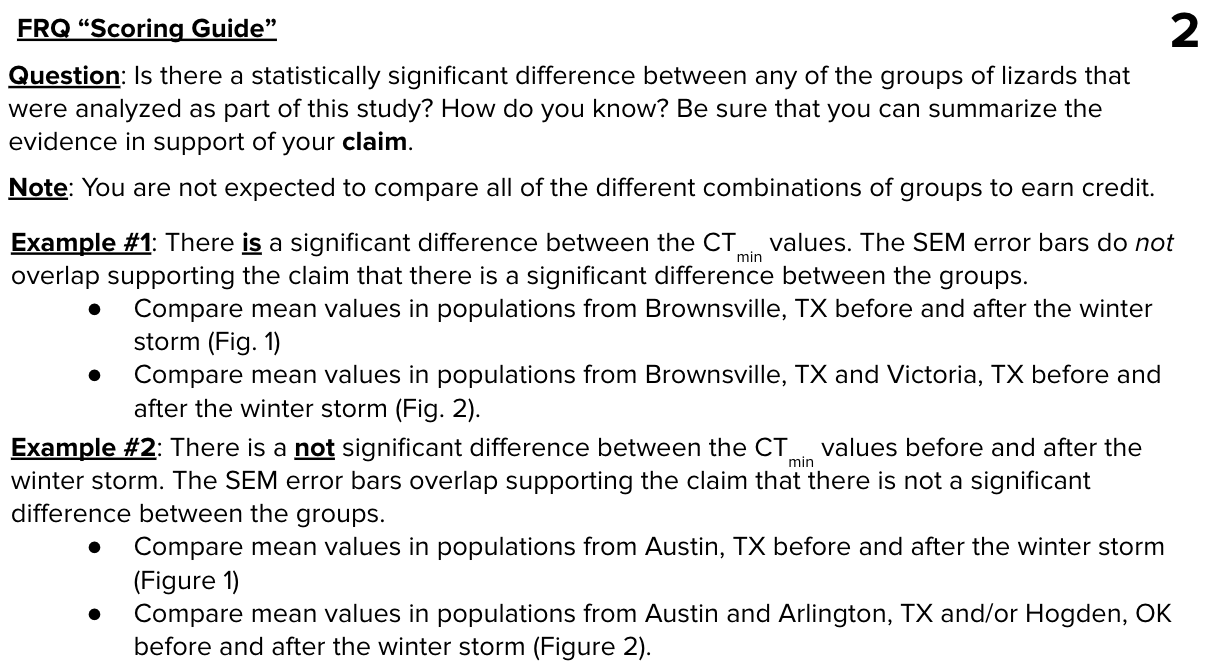 FRQ “Scoring Guide”
2
Question: Is there a statistically significant difference between any of the groups of lizards that
were analyzed as part of this study? How do you know? Be sure that you can summarize the
evidence in support of your claim.
Note: You are not expected to compare all of the different combinations of groups to earn credit.
Example #1: There is a significant difference between the CTmin values. The SEM error bars do not
overlap supporting the claim that there is a significant difference between the groups.
● Compare mean values in populations from Brownsville, TX before and after the winter
storm (Fig. 1)
● Compare mean values in populations from Brownsville, TX and Victoria, TX before and
after the winter storm (Fig. 2).
Example #2: There is a not significant difference between the CTmin values before and after the
winter storm. The SEM error bars overlap supporting the claim that there is not a significant
difference between the groups.
● Compare mean values in populations from Austin, TX before and after the winter storm
(Figure 1)
● Compare mean values in populations from Austin and Arlington, TX and/or Hogden, OK
before and after the winter storm (Figure 2).